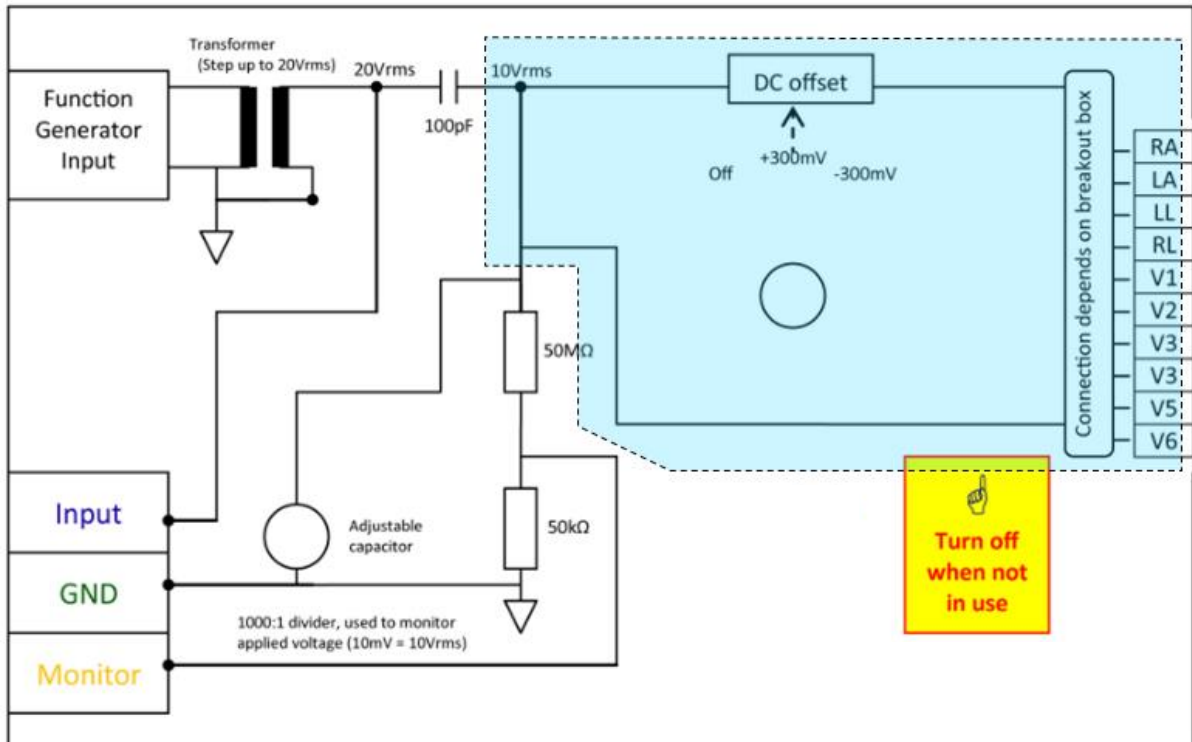 Transformer
(Step up to 20Vrms)
20Vrms
10Vrms
Function
Generator
Input
100pF
DC offset
+300mV
Off
-300mV
Connection depends on breakout box
RA
LA
LL
RL
V1
V2
V3
V3
V5
V6
50MΩ
Input
GND
Monitor
Adjustable
capacitor
50kΩ
1000:1 divider, used to monitor
applied voltage (10mV = 10Vrms)
Turn off
when not
in use